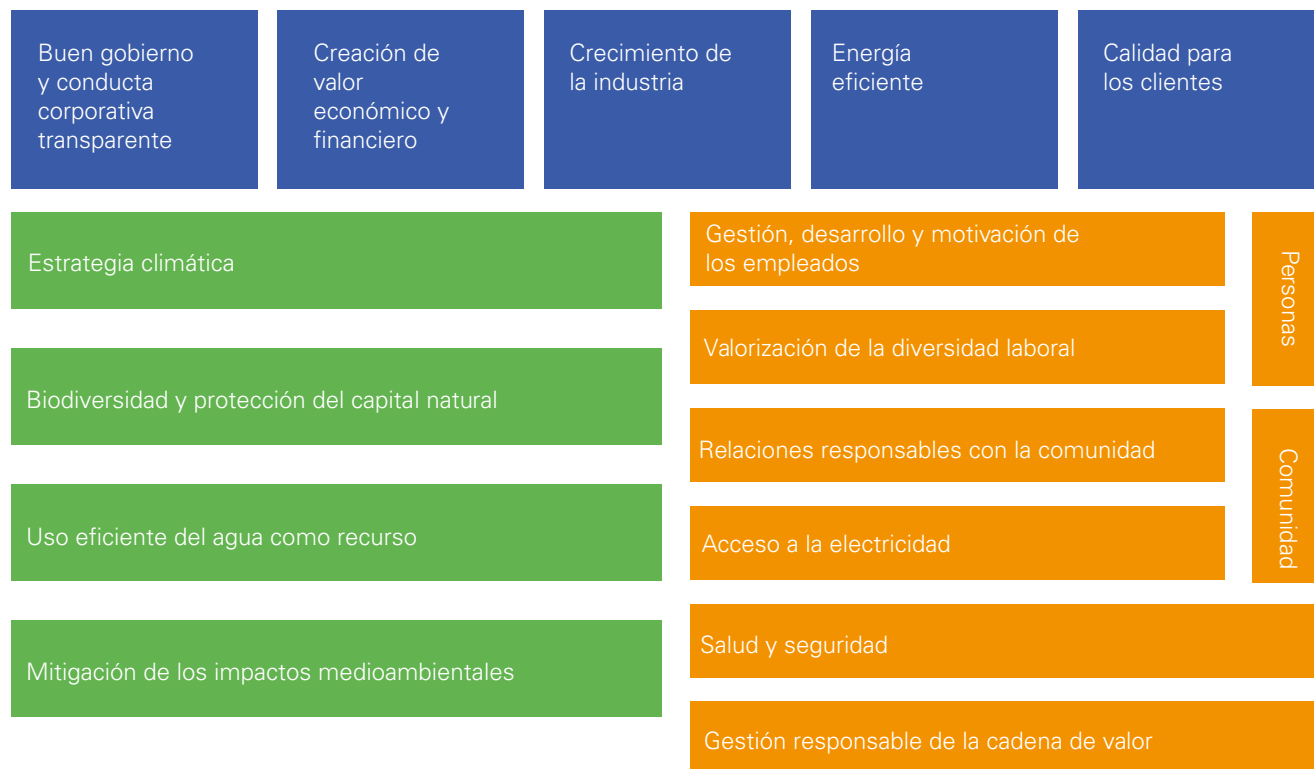 Buen gobierno
y conducta
corporativa
transparente
Creación de
valor
económico y
financiero
Crecimiento de
la industria
Energía
eficiente
Calidad para
los clientes
Estrategia climática
Biodiversidad y protección del capital natural
Uso eficiente del agua como recurso
Mitigación de los impactos medioambientales
Gestión, desarrollo y motivación de
los empleados
Valorización de la diversidad laboral
Personas
Relaciones responsables con la comunidad
Acceso a la electricidad
Comunidad
Salud y seguridad
Gestión responsable de la cadena de valor